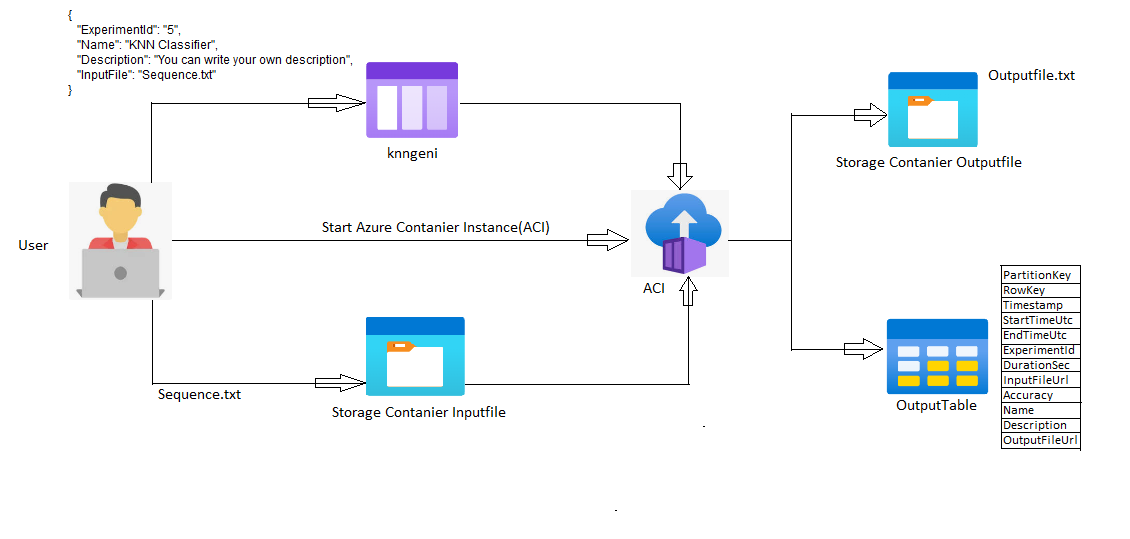 {
"ExperimentId": "5",
"Name": "KNN Classifier",
"Description": "You can write your own description",
"InputFile": "Sequence.txt"
}
knngeni
User
Start Azure Contanier Instance(ACI)
ACI
Sequence.txt
Storage Contanier Inputfile
Outputfile.txt
Storage Contanier Outputfile
OutputTable
PartitionKey
RowKey
Timestamp
StartTimeUtc
EndTimeUtc
ExperimentId
DurationSec
InputFileUrl
Accuracy
Name
Description
OutputFileUrl